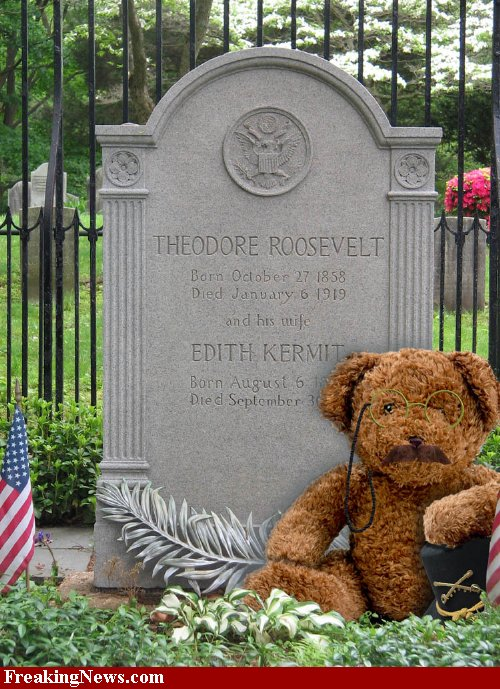 THEODORE ROOSEVELT
Born October 27 1858
Died January 6 1919
and his wife
EDITH KERMIT
Born August 6
Died September
FreakingNews.com